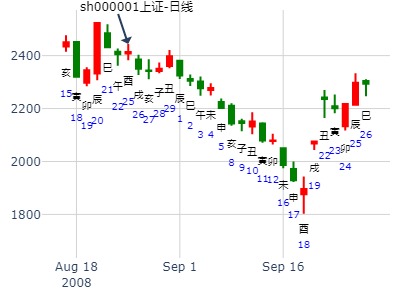 sh000001上证-日线
2400
2200
2000
1800
亥
15
寅
18
卯
19
辰
20
巳
21
午
22
酉
25
戌
26
亥
27
子
28
丑
29
辰
1
巳
2
午
3
未
4
申
5
亥
8
子
9
丑
10
寅
11
卯
12
未
16
申
17
酉
18
戌
19
丑
22
寅
23
卯
24
辰
25
巳
26
Aug 18
2008
Sep 1
Sep 16